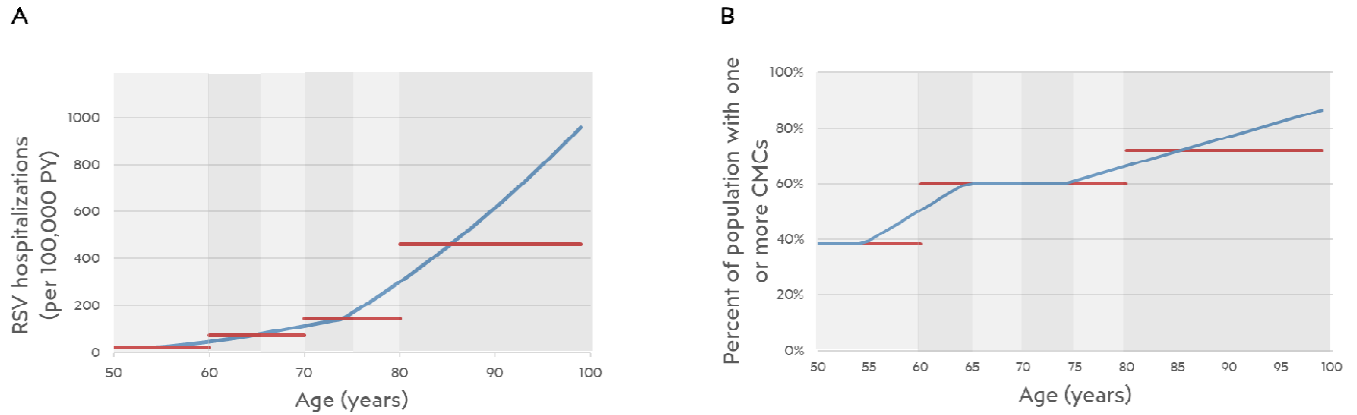 A
RSV hospitalizations
(per 100,000 PY)
1000
800
600
400
200
0
50 60 70 80 90 100
Age (years)
B
Percent of population with one
or more CMCs
100%
80%
60%
40%
20%
0%
50 55 60 65 70 75 80 85 90 95 100
Age (years)